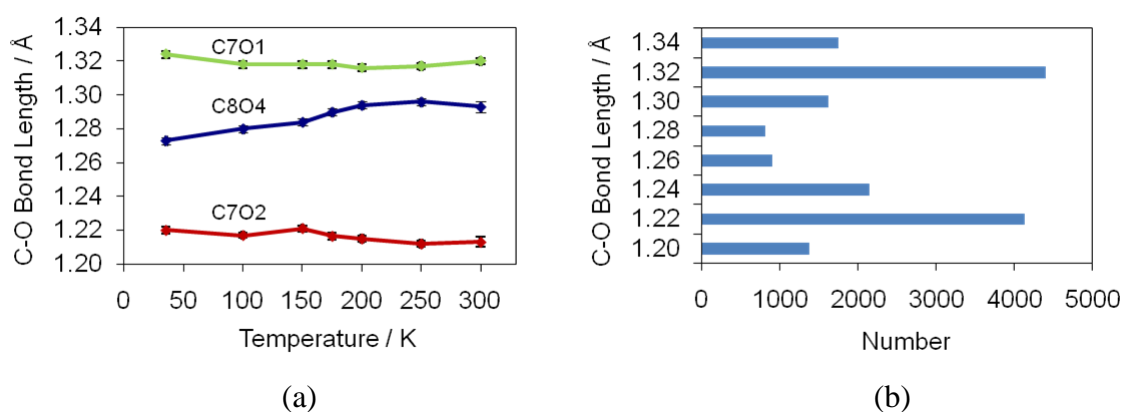 C-O Bond Length / Å
1.34
1.32
1.30
1.28
1.26
1.24
1.22
1.20
C7O1
C8O4
C7O2
0 50 100 150 200 250 300
Temperature / K
(a)
C-O Bond Length / Å
1.34
1.32
1.30
1.28
1.26
1.24
1.22
1.20
0 1000 2000 3000 4000 5000
Number
(b)